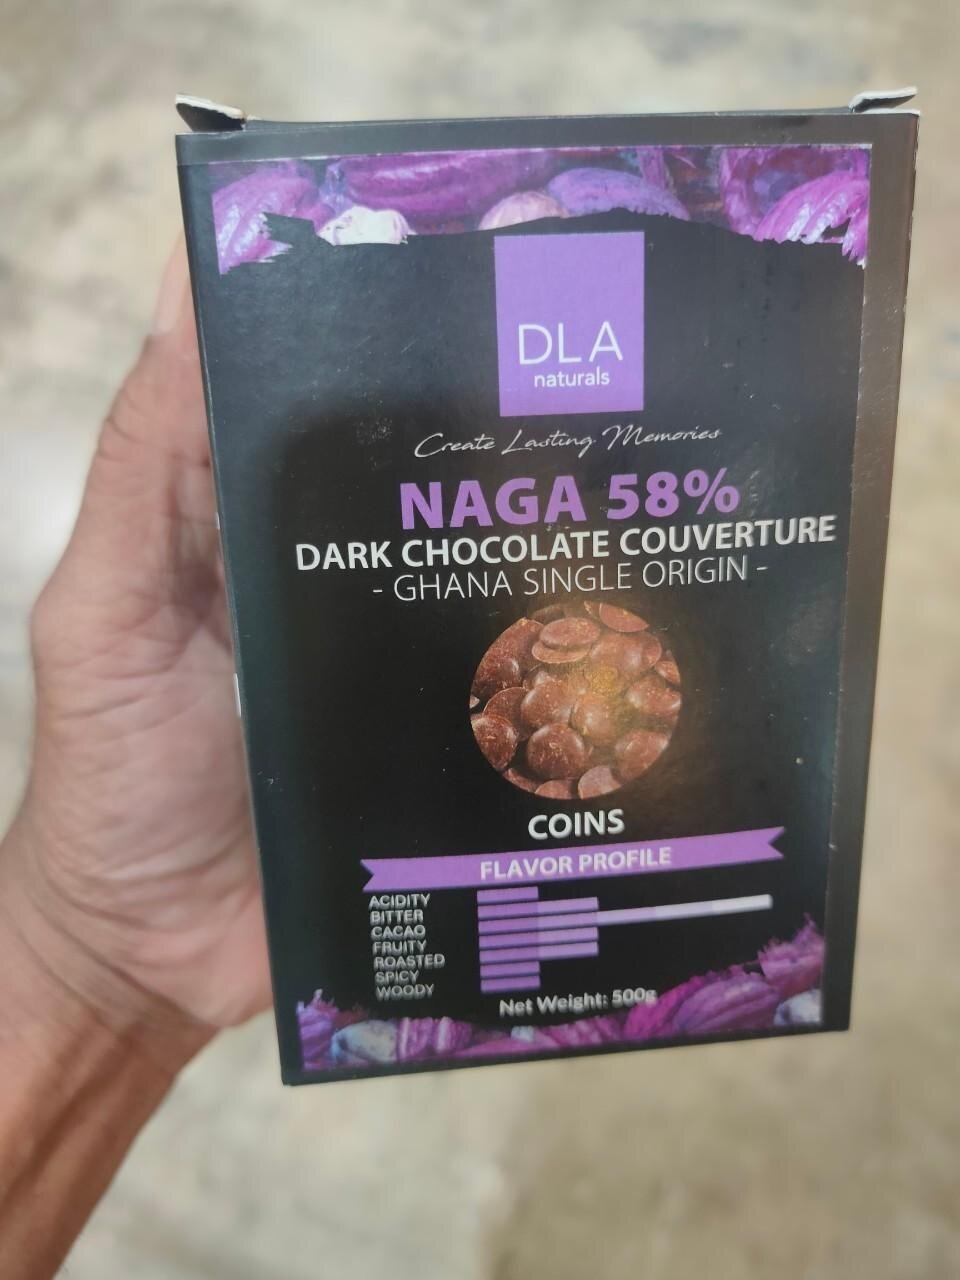 DLA
naturals
Create Lasting Memories
NAGA 58%
DARK CHOCOLATE COUVERTURE
- GHANA SINGLE ORIGIN -
COINS
FLAVOR PROFILE
ACIDITY
BITTER
CACAO
FRUITY
ROASTED
SPICY
WOODY
Net Weight: 500g